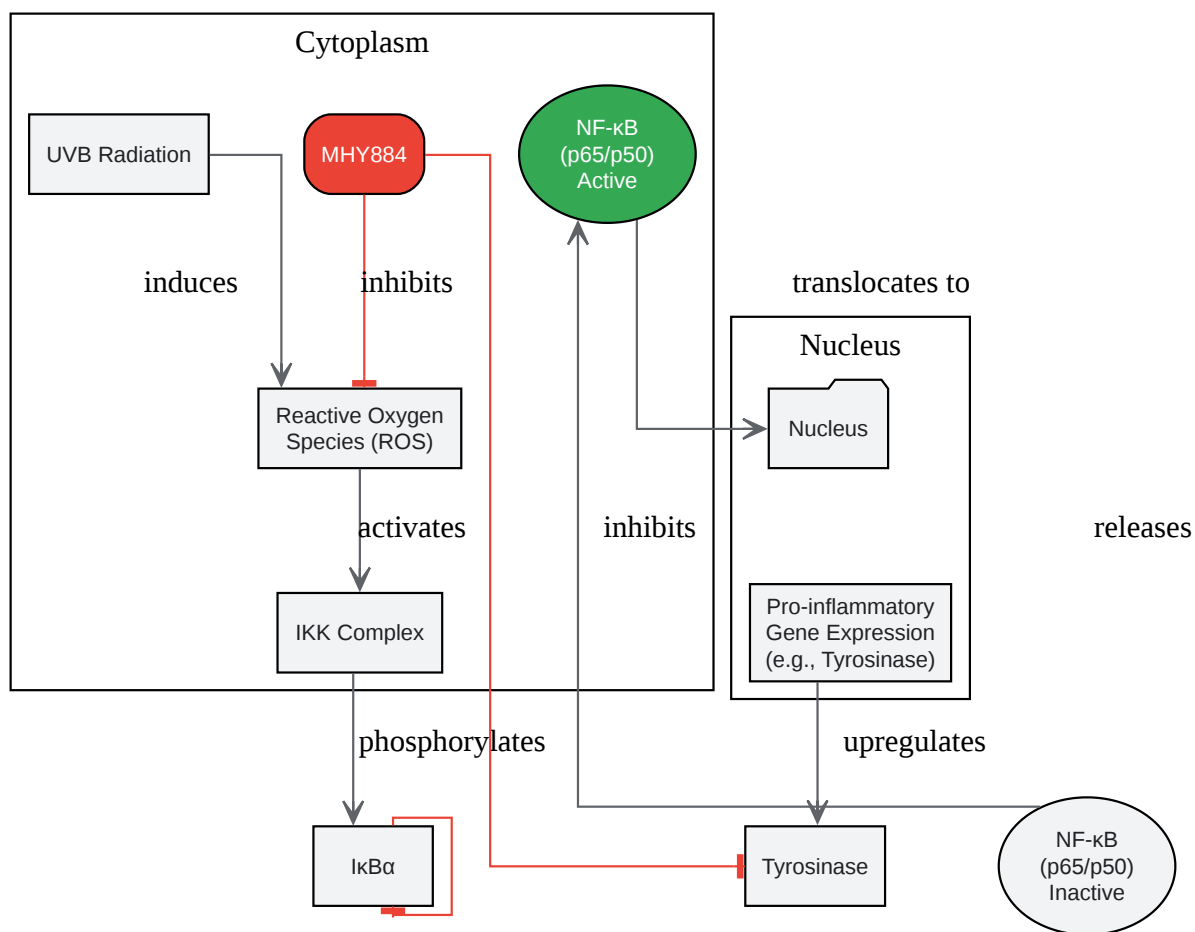 Cytoplasm
UVB Radiation
MHY884
NF-κB
(p65/p50)
Active
induces
inhibits
translocates to
Nucleus
Reactive Oxygen
Species (ROS)
Nucleus
activates
inhibits
releases
IKK Complex
Pro-inflammatory
Gene Expression
(e.g., Tyrosinase)
phosphorylates
upregulates
IκBα
Tyrosinase
NF-κB
(p65/p50)
Inactive